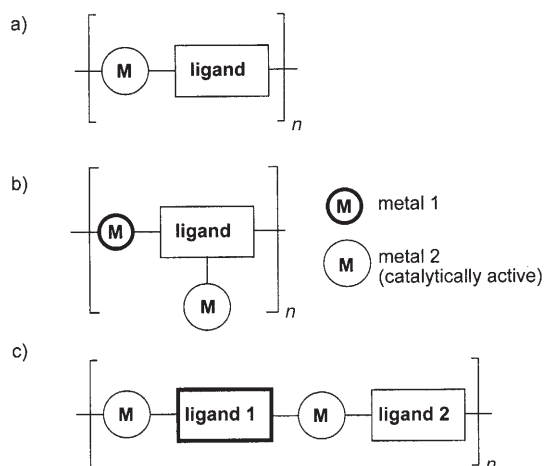 a)
M ligand
n
b)
M ligand
M
n
M metal 1
M metal 2
(catalytically active)
c)
M ligand 1 M ligand 2
n